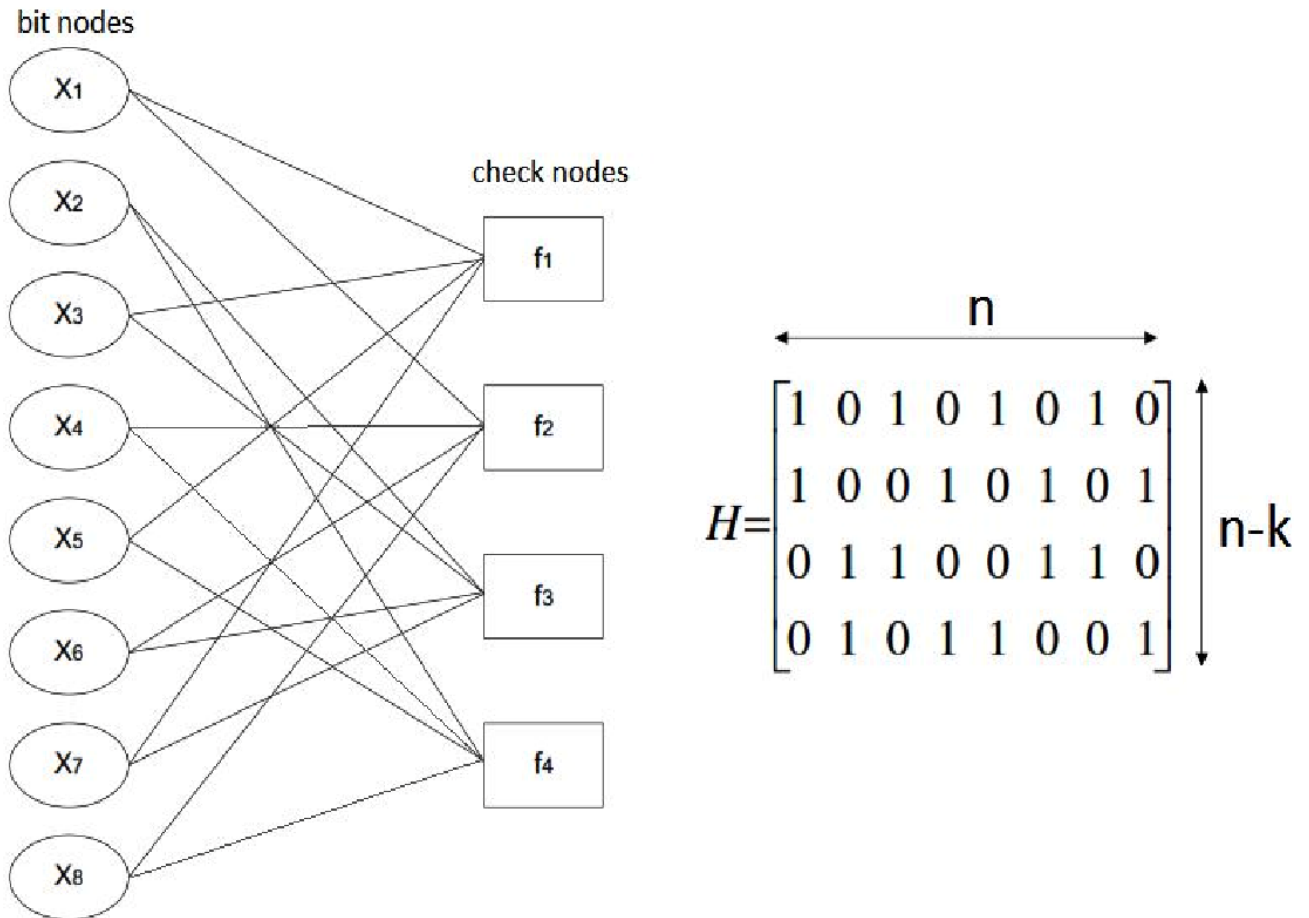 bit nodes
X1
X2
X3
X4
X5
X6
X7
X8
check nodes
f1
f2
f3
f4
n
H=
1 0 1 0 1 0 1 0
1 0 0 1 0 1 0 1
0 1 1 0 0 1 1 0
0 1 0 1 1 0 0 1
n-k